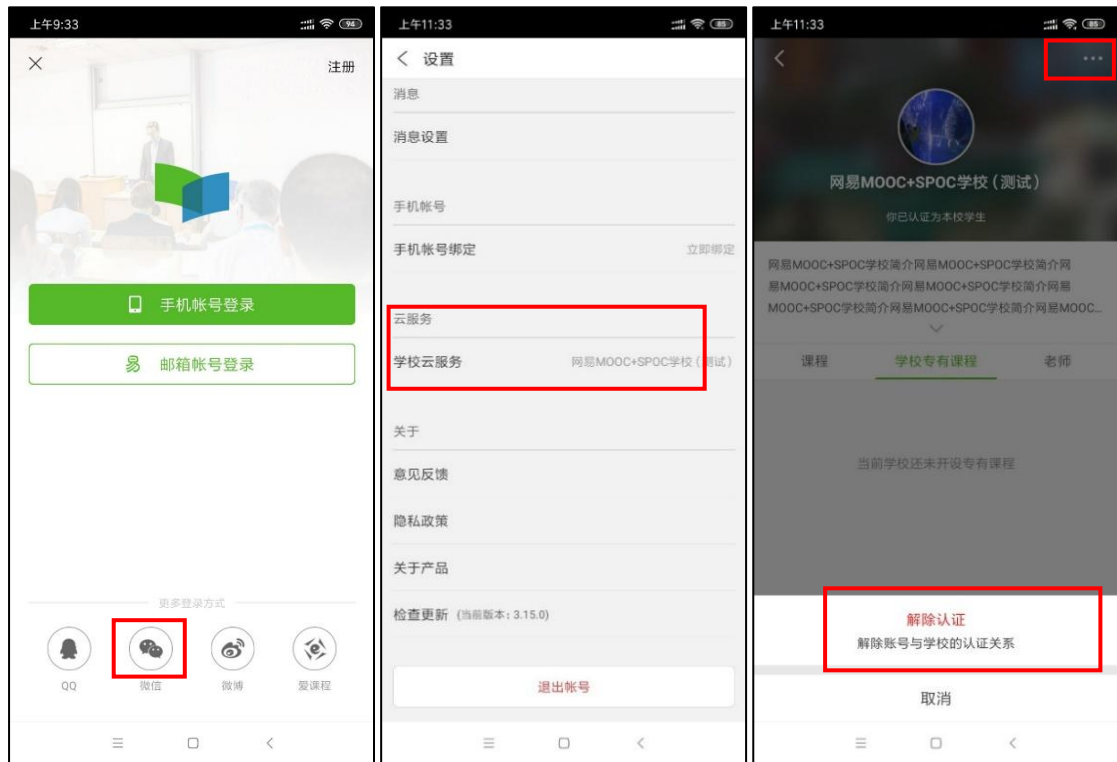 上午9:33
94
注册
手机帐号登录
邮箱帐号登录
更多登录方式
QQ
微信
微博
爱课程
上午11:33
85
设置
消息
消息设置
手机帐号
手机帐号绑定 立即绑定
云服务
学校云服务 网易MOOC+SPOC学校(测试)
关于
意见反馈
隐私政策
关于产品
检查更新 (当前版本: 3.15.0)
退出帐号
上午11:33
85
网易MOOC+SPOC学校(测试)
你已认证为本校学生
网易MOOC+SPOC学校简介网易MOOC+SPOC学校简介网
易MOOC+SPOC学校简介网易MOOC+SPOC学校简介网易
MOOC+SPOC学校简介网易MOOC+SPOC学校简介网易MOOC...
课程 学校专有课程 老师
当前学校还未开设专有课程
解除认证
解除账号与学校的认证关系
取消